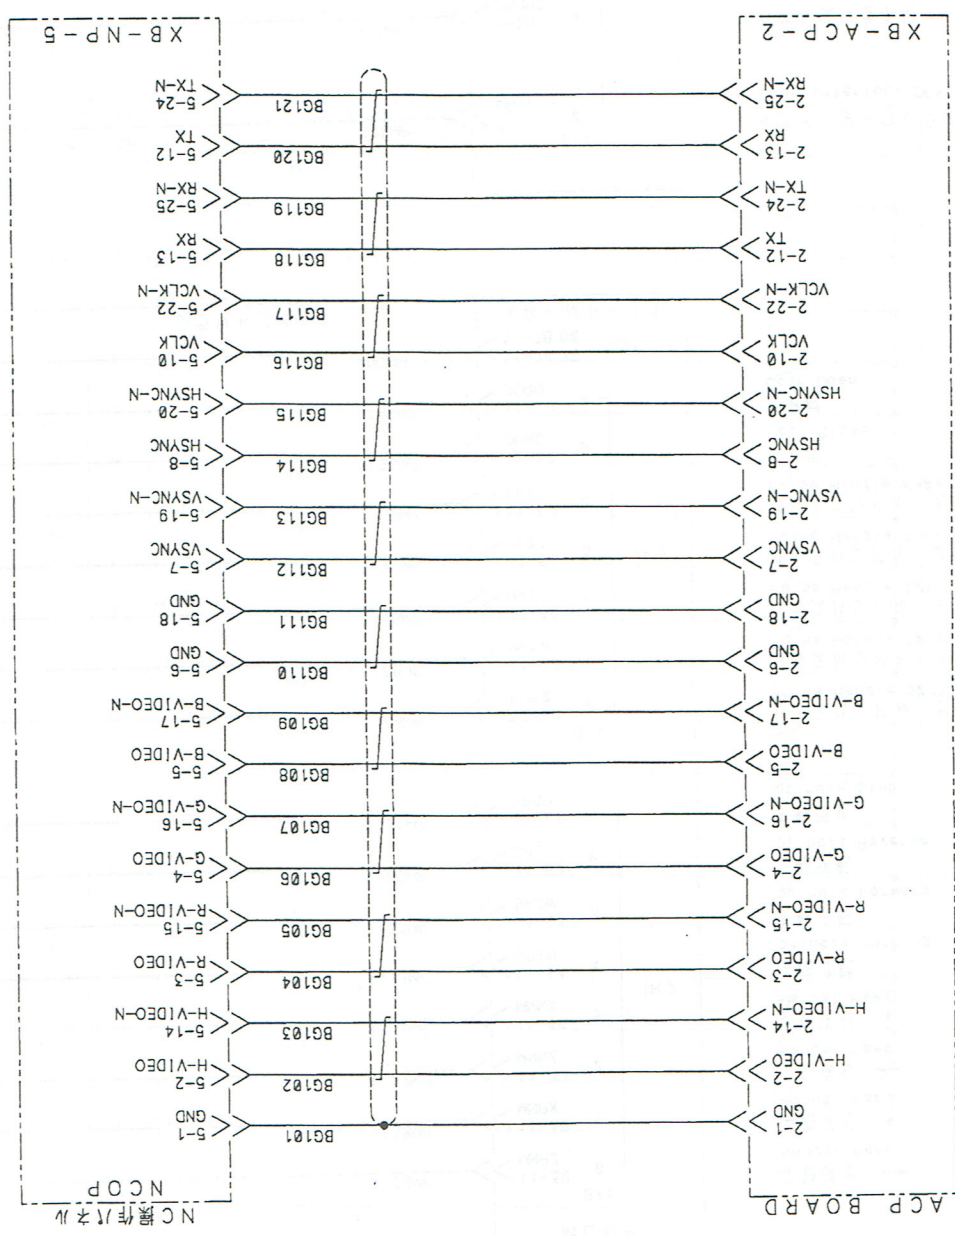 ACP BOARD
NC操作パネル
NCOP
2-1 BG101 5-1
GND GND
2-2 BG102 5-2
H-VIDEO H-VIDEO
2-14 BG103 5-14
H-VIDEO-N H-VIDEO-N
2-3 BG104 5-3
R-VIDEO R-VIDEO
2-15 BG105 5-15
R-VIDEO-N R-VIDEO-N
2-4 BG106 5-4
G-VIDEO G-VIDEO
2-16 BG107 5-16
G-VIDEO-N G-VIDEO-N
2-5 BG108 5-5
B-VIDEO B-VIDEO
2-17 BG109 5-17
B-VIDEO-N B-VIDEO-N
2-6 BG110 5-6
GND GND
2-18 BG111 5-18
GND GND
2-7 BG112 5-7
VSYNC VSYNC
2-19 BG113 5-19
VSYNC-N VSYNC-N
2-8 BG114 5-8
HSYNC HSYNC
2-20 BG115 5-20
HSYNC-N HSYNC-N
2-10 BG116 5-10
VCLK VCLK
2-22 BG117 5-22
VCLK-N VCLK-N
2-12 BG118 5-13
TX RX
2-24 BG119 5-25
TX-N RX-N
2-13 BG120 5-12
RX TX
2-25 BG121 5-24
RX-N TX-N
XB-ACP-2 XB-NP-5